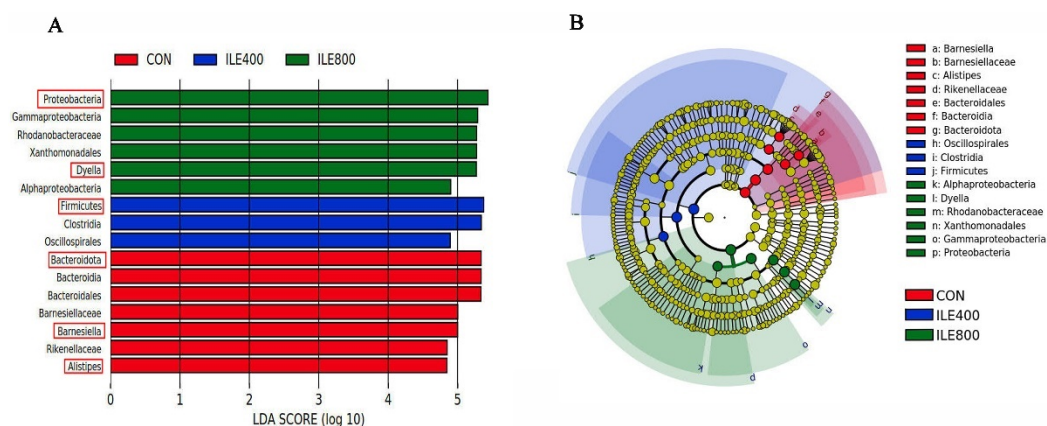 A
CON ILE400 ILE800
Proteobacteria
Gammaproteobacteria
Rhodanobacteraceae
Xanthomonadales
Dyella
Alphaproteobacteria
Firmicutes
Clostridia
Oscillospirales
Bacteroidota
Bacteroidia
Bacteroidales
Barnesiellaceae
Barnesiella
Rikenellaceae
Alistipes
0 1 2 3 4 5
LDA SCORE (log 10)
B
h
k
p
o
m
n
a: Barnesiella
b: Barnesiellaceae
c: Alistipes
d: Rikenellaceae
e: Bacteroidales
f: Bacteroidia
g: Bacteroidota
h: Oscillospirales
i: Clostridia
j: Firmicutes
k: Alphaproteobacteria
l: Dyella
m: Rhodanobacteraceae
n: Xanthomonadales
o: Gammaproteobacteria
p: Proteobacteria
CON
ILE400
ILE800